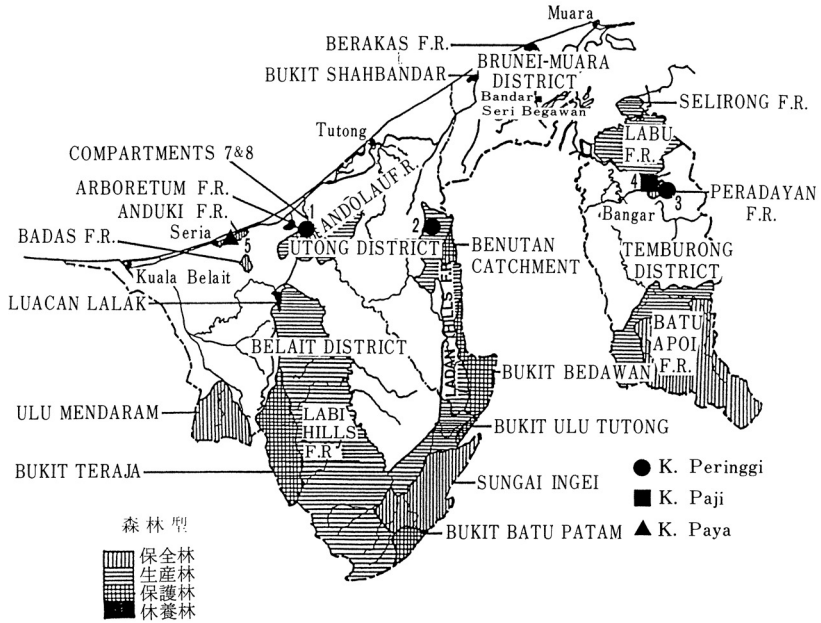 Muara
BERAKAS F.R.
BRUNEI-MUARA
DISTRICT
BUKIT SHAHBANDAR
Bandar
Seri Begawan
SELIRONG F.R.
Tutong
LABU
F.R.
COMPARTMENTS 7&8
ARBORETUM F.R.
ANDOLAU F.R.
ANDUKI F.R.
1
4
3
PERADAYAN
F.R.
Bangar
Seria
BADAS F.R.
5
2
UTONG DISTRICT
BENUTAN
CATCHMENT
TEMBURONG
DISTRICT
Kuala Belait
LUACAN LALAK
LADAN HILLS F.R.
BATU
APOI
F.R.
BELAIT DISTRICT
BUKIT BEDAWAN
ULU MENDARAM
LABI
HILLS
F.R
BUKIT ULU TUTONG
BUKIT TERAJA
SUNGAI INGEI
K. Peringgi
K. Paji
K. Paya
BUKIT BATU PATAM
森林型
保全林
生産林
保護林
休養林